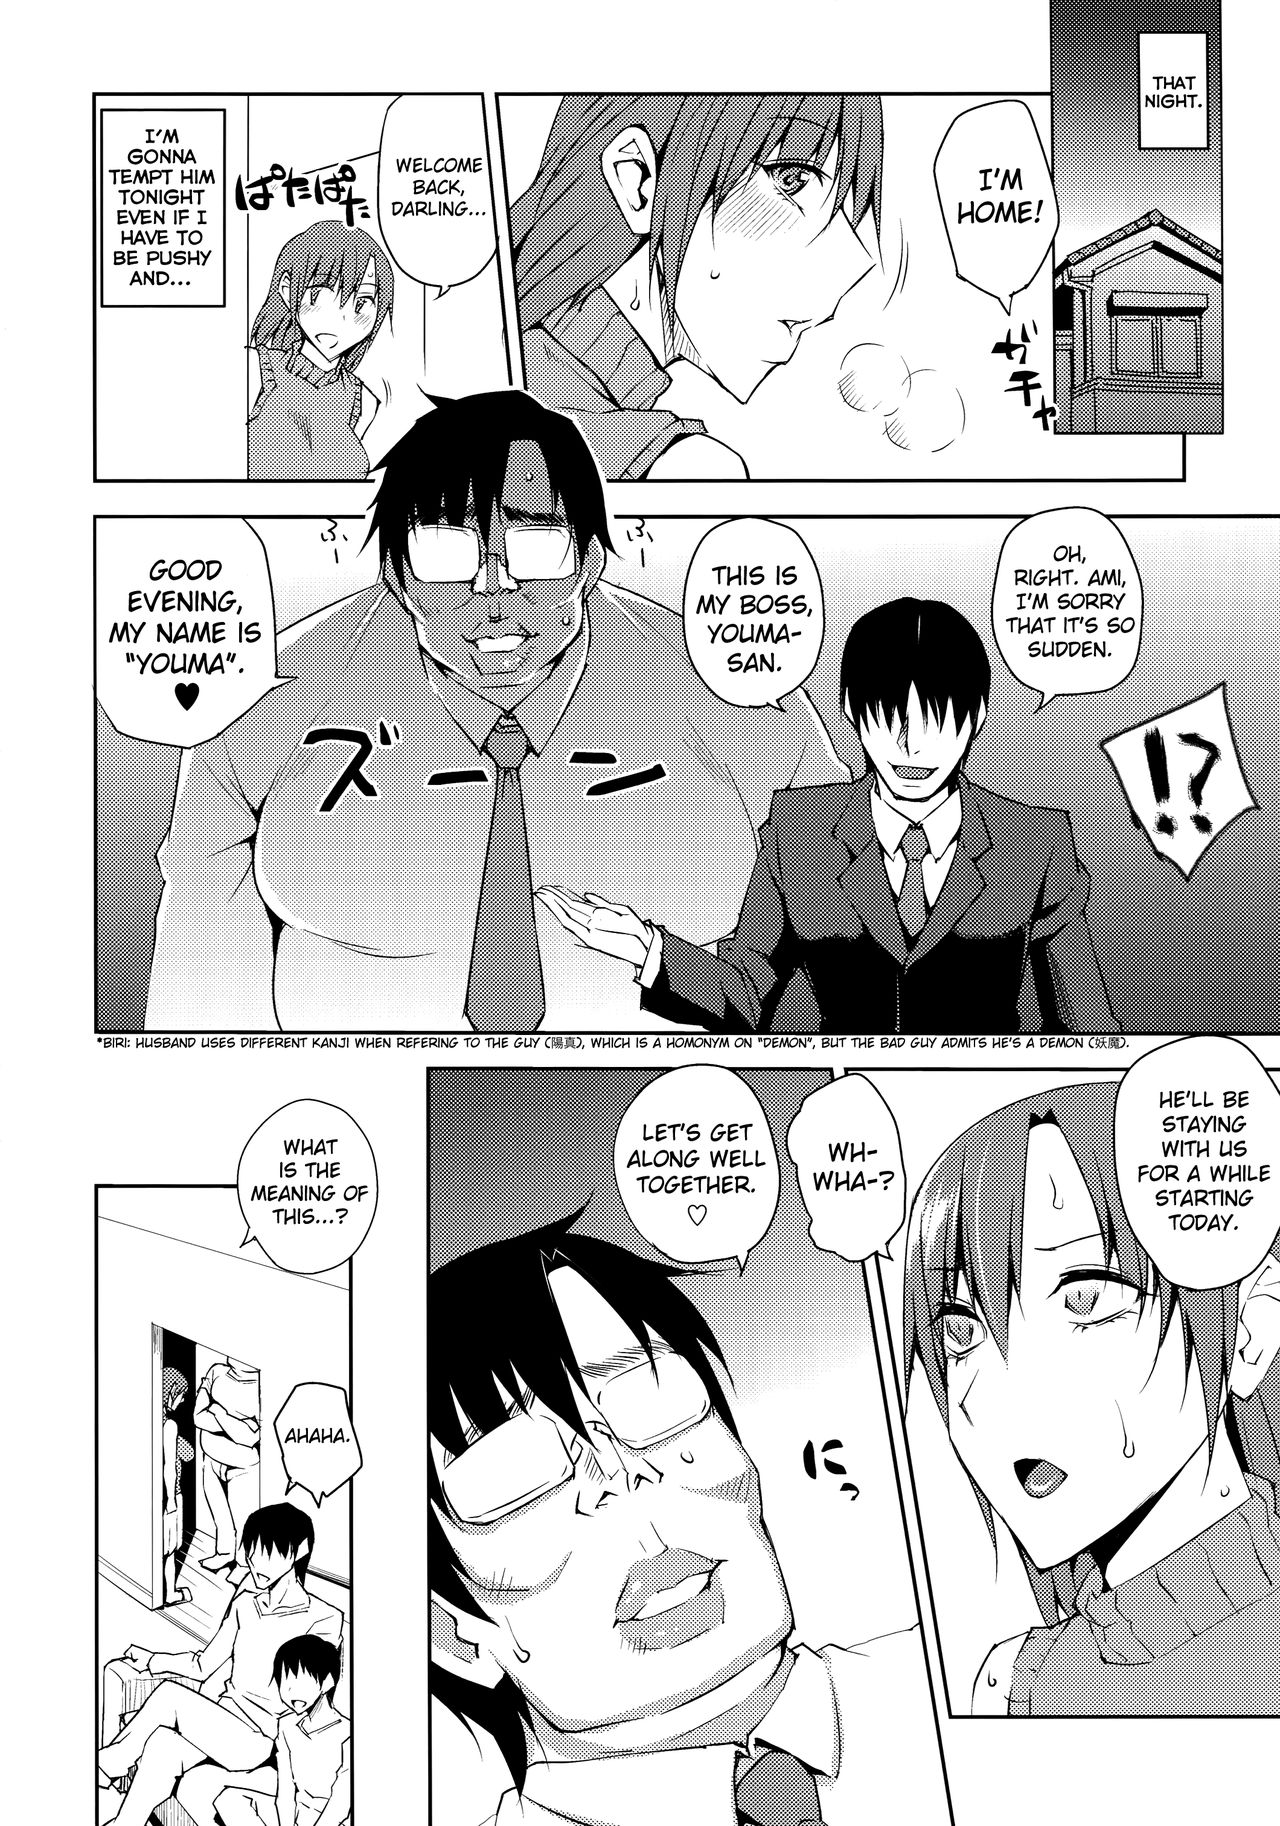 THAT
NIGHT.
I'M
HOME!
ガチャ
WELCOME
BACK,
DARLING...
ぱたぱた
I'M
GONNA
TEMPT HIM
TONIGHT
EVEN IF I
HAVE TO
BE PUSHY
AND...
OH,
RIGHT. AMI,
I'M SORRY
THAT IT'S SO
SUDDEN.
!?
THIS IS
MY BOSS,
YOUMA-
SAN.
ふー
ふー
GOOD
EVENING,
MY NAME IS
"YOUMA".
♥
ズーン
*BIRI: HUSBAND USES DIFFERENT KANJI WHEN REFERING TO THE GUY (陽真), WHICH IS A HOMONYM ON "DEMON", BUT THE BAD GUY ADMITS HE'S A DEMON (妖魔).
HE'LL BE
STAYING
WITH US
FOR A WHILE
STARTING
TODAY.
WH-
WHA-?
LET'S GET
ALONG WELL
TOGETHER.
♡
にっ
WHAT
IS THE
MEANING OF
THIS...?
AHAHA.